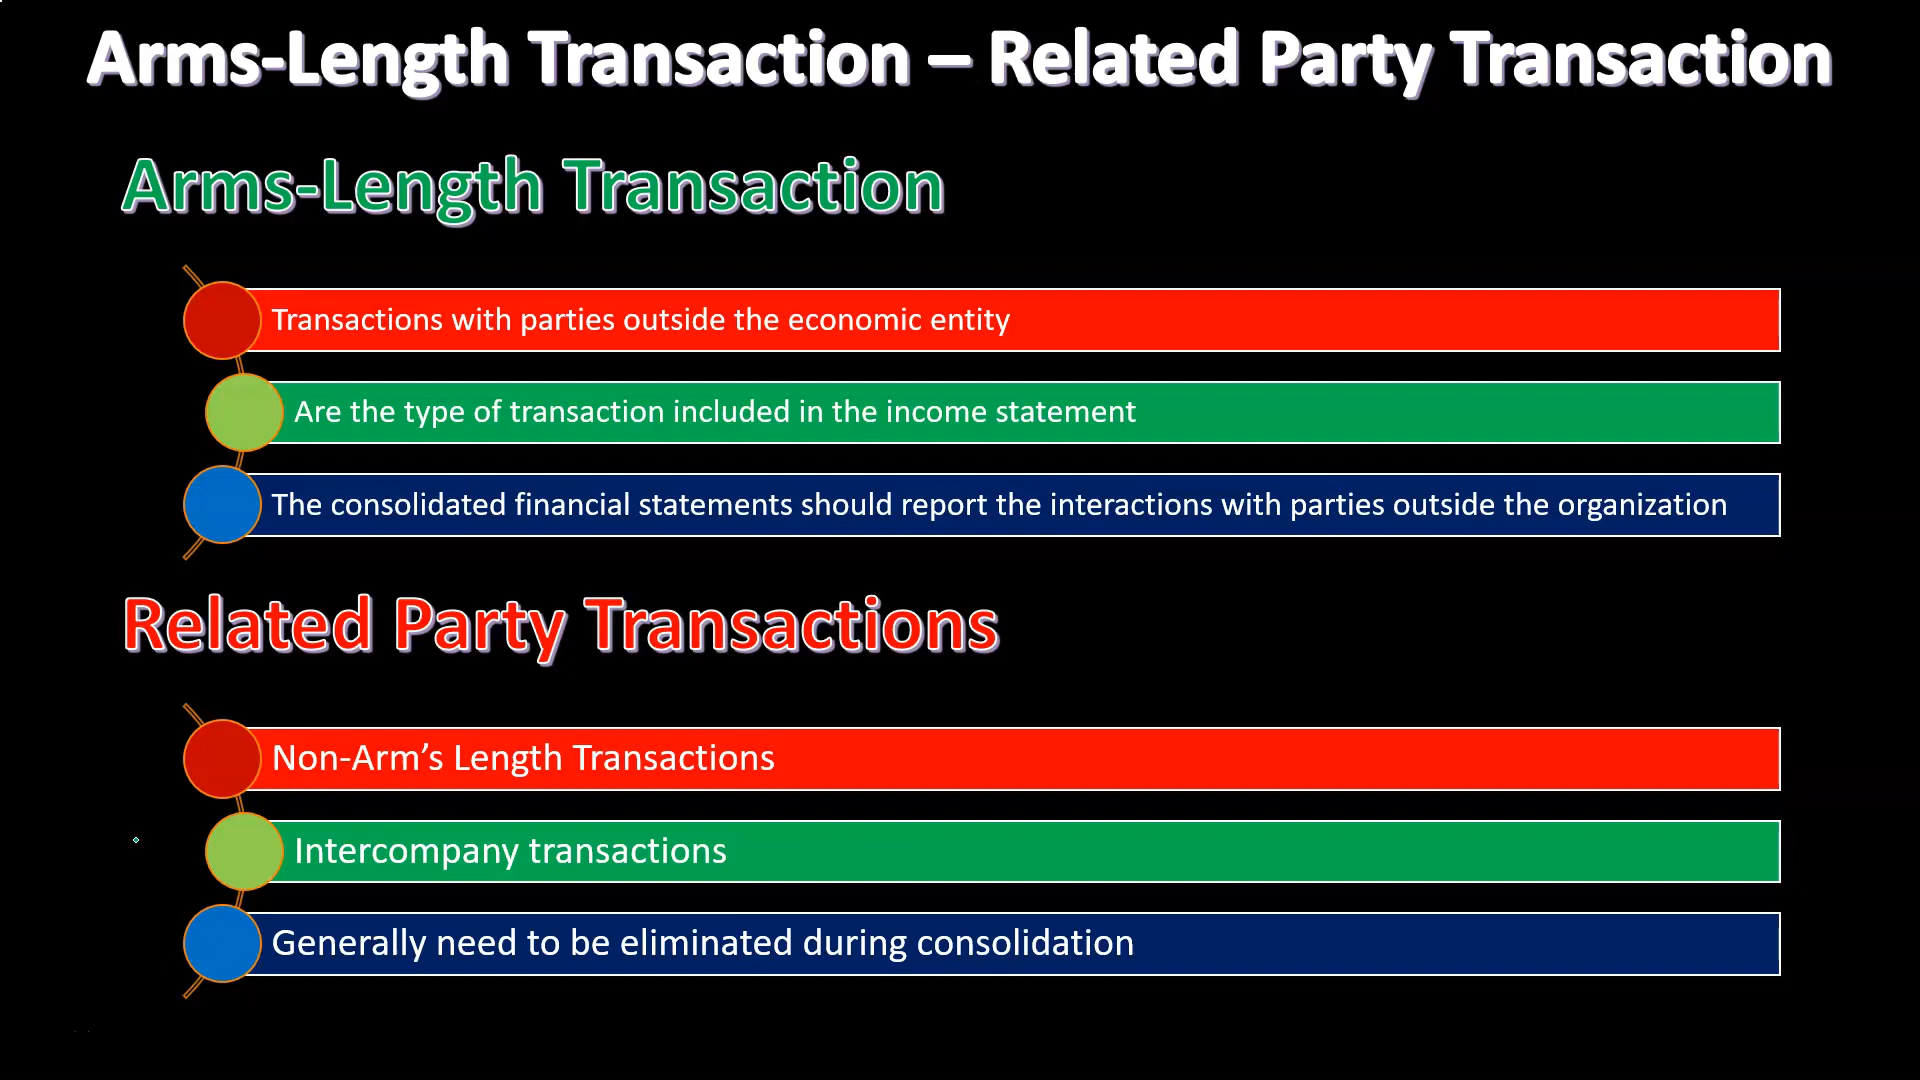 Arms-Length Transaction – Related Party Transaction
Arms-Length Transaction
Transactions with parties outside the economic entity
Are the type of transaction included in the income statement
The consolidated financial statements should report the interactions with parties outside the organization
Related Party Transactions
Non-Arm’s Length Transactions
Intercompany transactions
Generally need to be eliminated during consolidation